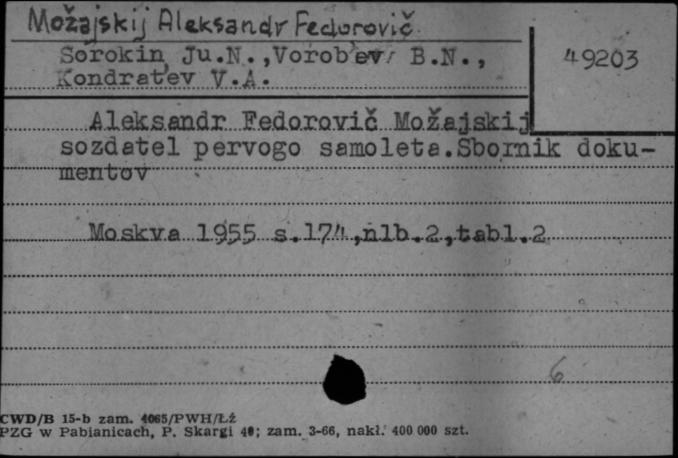 Možajskij Aleksandr Fedorovič
Sorokin Ju.N., Vorob'ev B.N.,
49203
Kondrat'ev V.A.
Aleksandr Fedorovič Možajskij
sozdatel pervogo samoleta.Sbornik doku-
mentov
Moskva 1955 s.174,nlb.2,tabl.2
6
CWD/B 15-b zam. 4065/PWH/Łż
PZG w Pabianicach, P. Skargi 40; zam. 3-66, nakł. 400 000 szt.